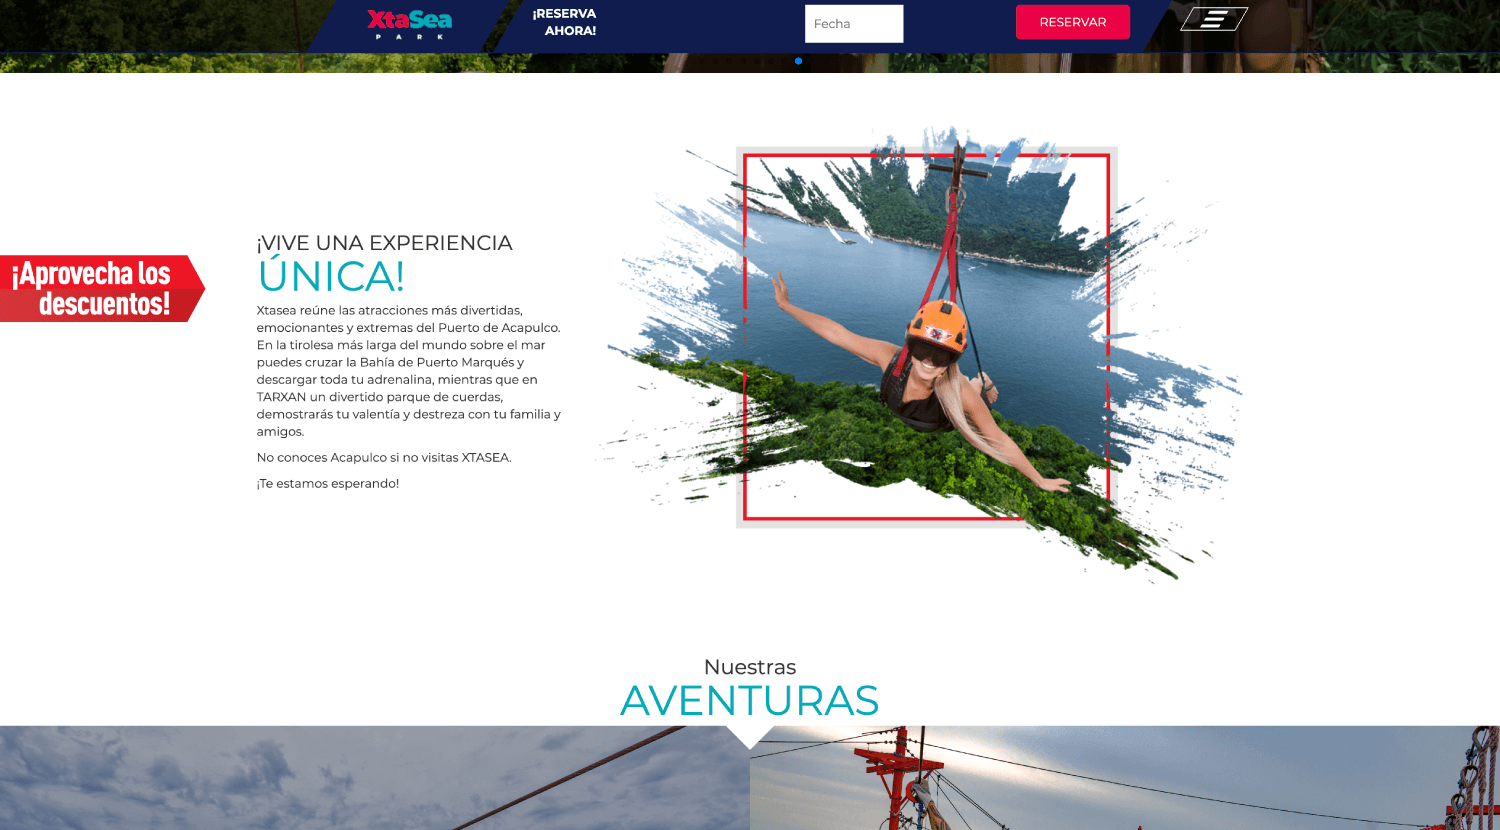 XtaSea
PARK
¡RESERVA
AHORA!
Fecha
RESERVAR
¡Aprovecha los
descuentos!
¡VIVE UNA EXPERIENCIA
ÚNICA!
Xtasea reúne las atracciones más divertidas,
emocionantes y extremas del Puerto de Acapulco.
En la tirolesa más larga del mundo sobre el mar
puedes cruzar la Bahía de Puerto Marqués y
descargar toda tu adrenalina, mientras que en
TARXAN un divertido parque de cuerdas,
demostrarás tu valentía y destreza con tu familia y
amigos.
No conoces Acapulco si no visitas XTASEA.
¡Te estamos esperando!
Nuestras
AVENTURAS